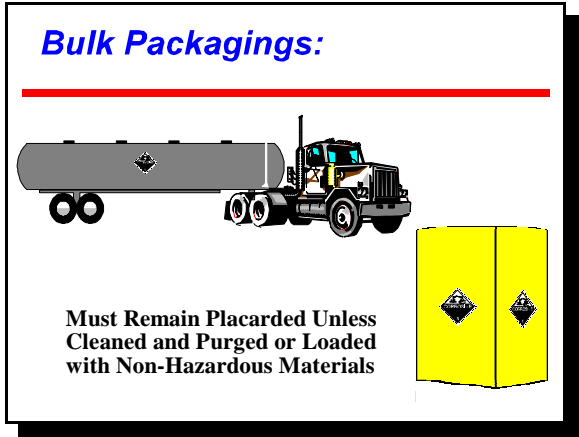 Bulk Packagings:
Must Remain Placarded Unless
Cleaned and Purged or Loaded
with Non-Hazardous Materials